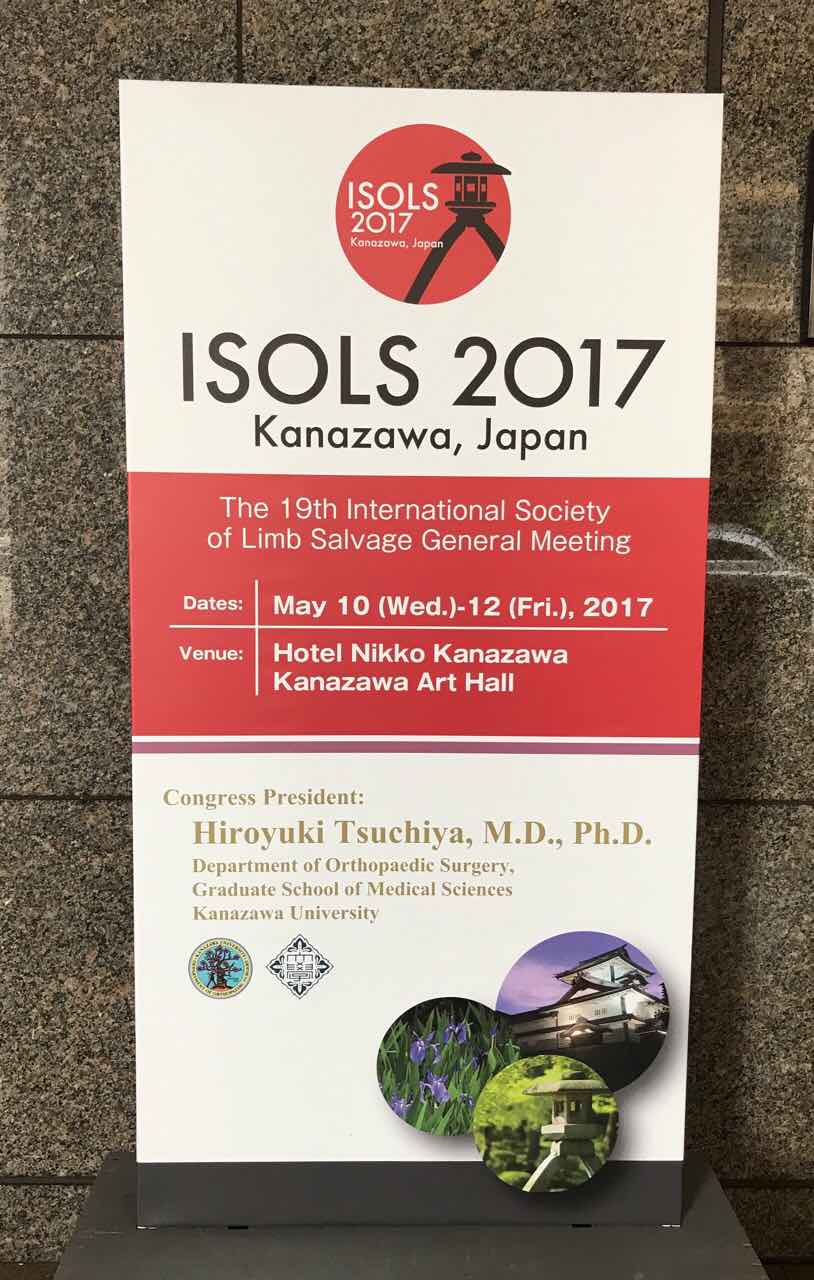 ISOLS
2017
Kanazawa, Japan
ISOLS 2017
Kanazawa, Japan
The 19th International Society
of Limb Salvage General Meeting
Dates: May 10 (Wed.)-12 (Fri.), 2017
Venue: Hotel Nikko Kanazawa
Kanazawa Art Hall
Congress President:
Hiroyuki Tsuchiya, M.D., Ph.D.
Department of Orthopaedic Surgery,
Graduate School of Medical Sciences
Kanazawa University